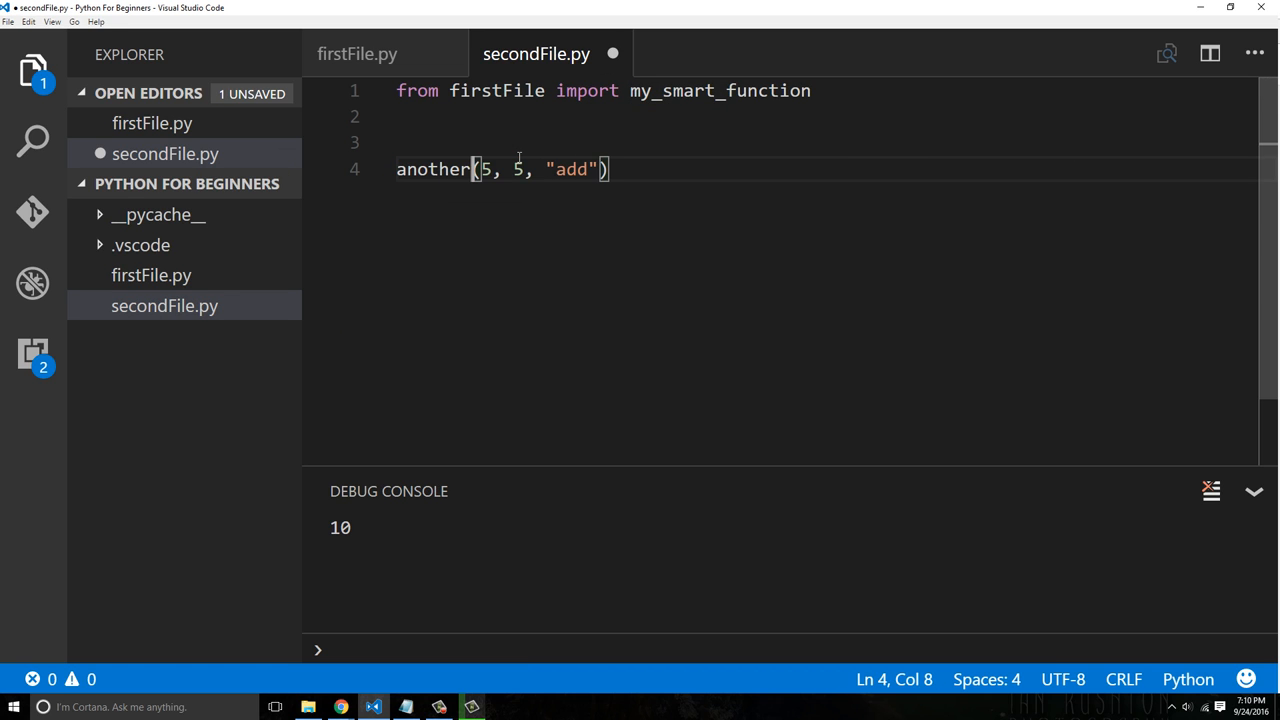 secondFile.py - Python For Beginners - Visual Studio Code
File Edit View Go Help
EXPLORER
OPEN EDITORS 1 UNSAVED
firstFile.py
secondFile.py
PYTHON FOR BEGINNERS
__pycache__
.vscode
firstFile.py
secondFile.py
1
2
firstFile.py secondFile.py
1 from firstFile import my_smart_function
2
3
4 another(5, 5, "add")
DEBUG CONSOLE
10
0 0 Ln 4, Col 8 Spaces: 4 UTF-8 CRLF Python
I'm Cortana. Ask me anything.
7:10 PM
9/24/2016